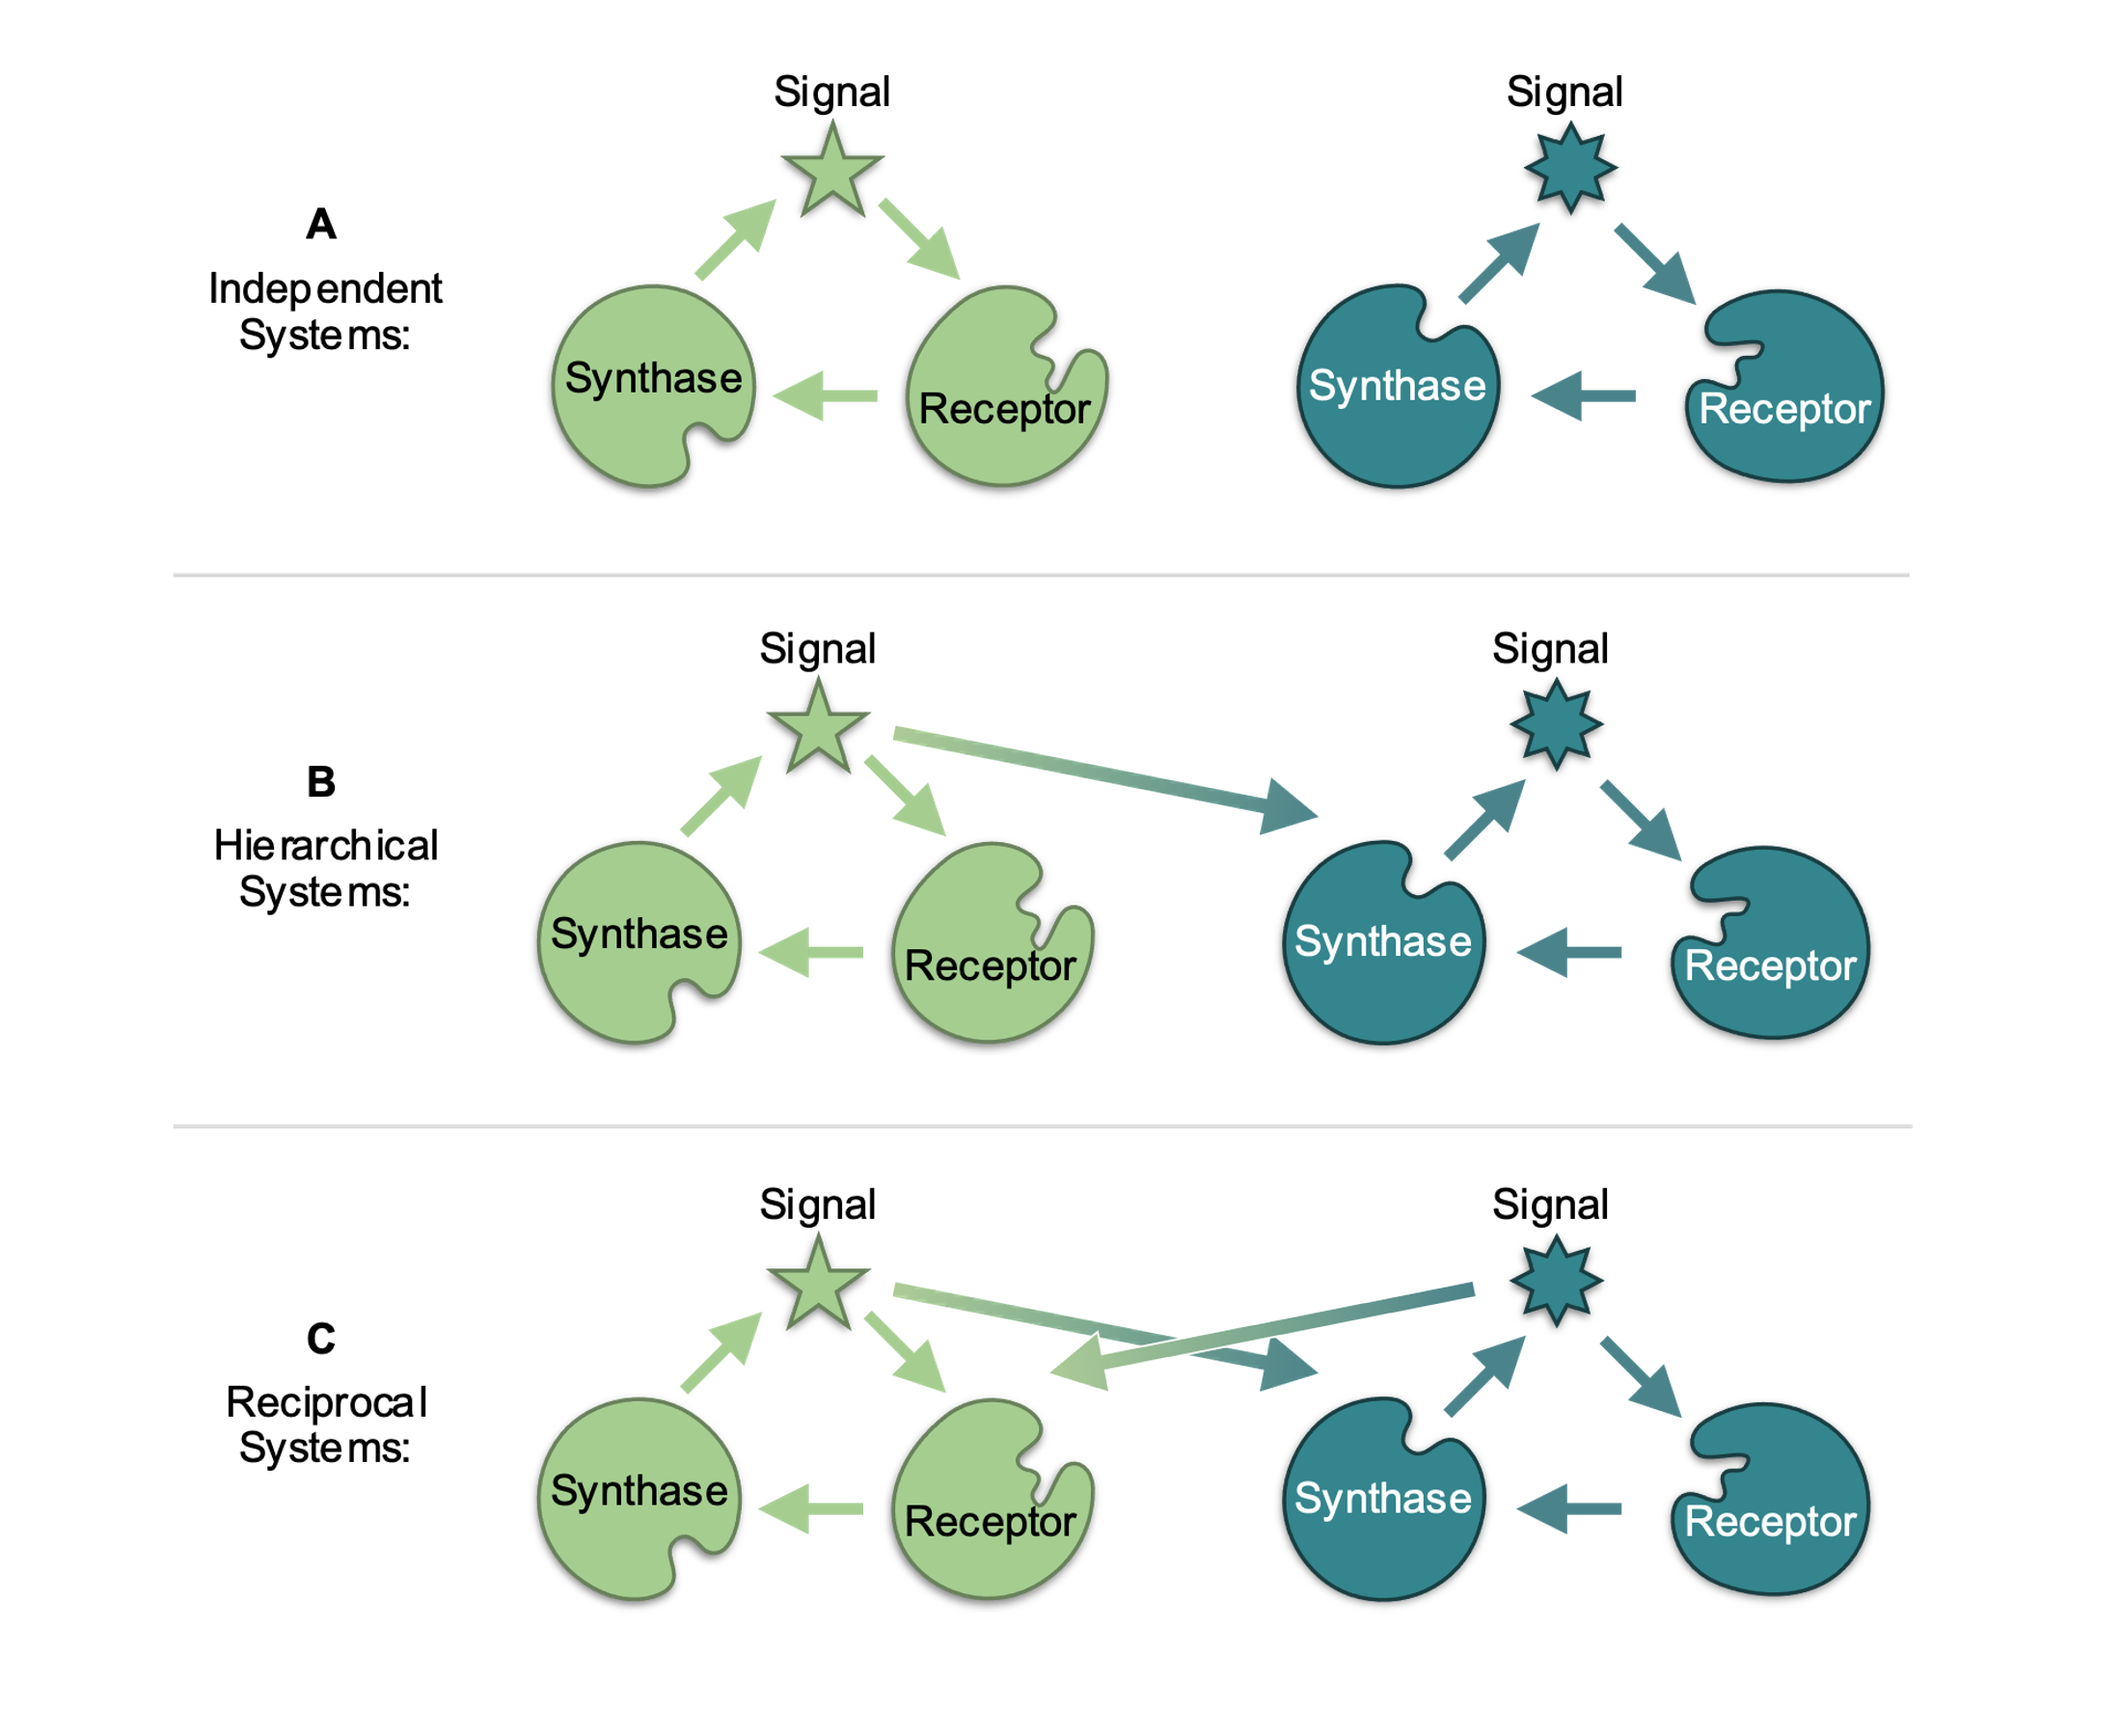 Signal
Signal
A
Independent
Systems:
Synthase
Receptor
Synthase
Receptor
Signal
Signal
B
Hierarchical
Systems:
Synthase
Receptor
Synthase
Receptor
Signal
Signal
C
Reciprocal
Systems:
Synthase
Receptor
Synthase
Receptor